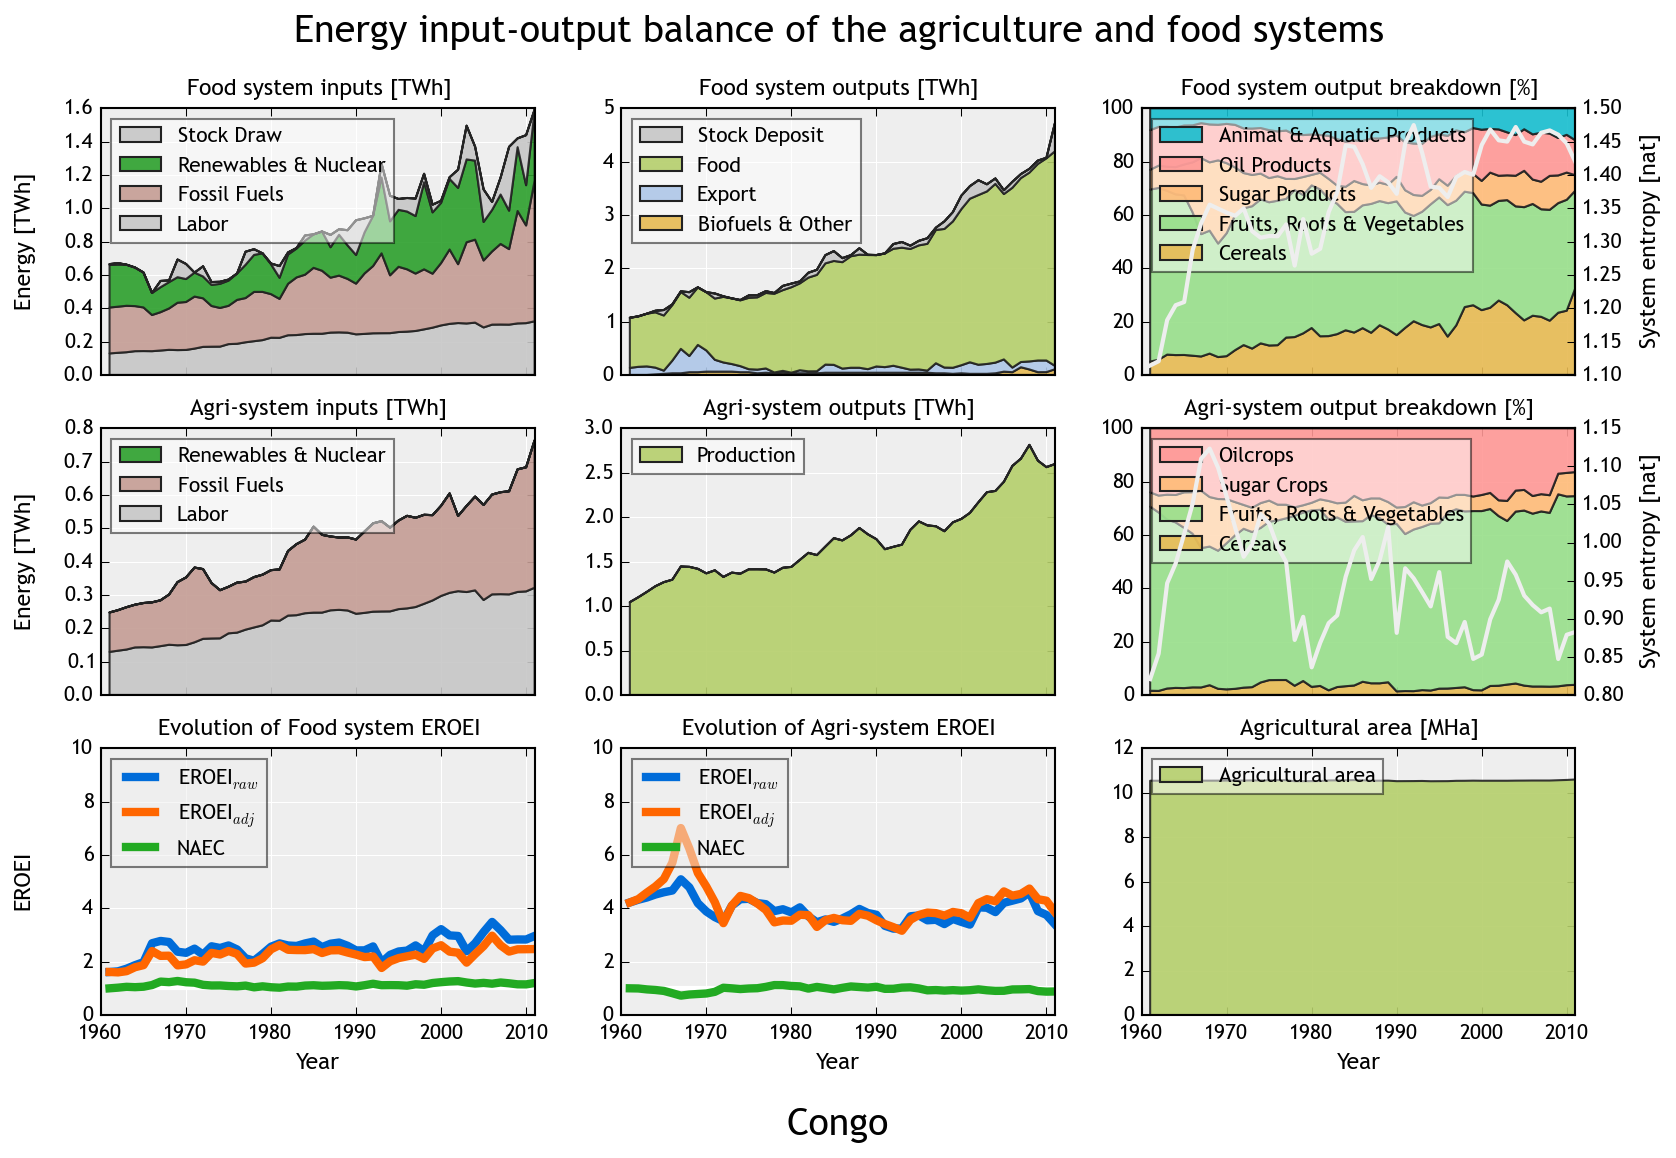 Energy input-output balance of the agriculture and food systems
Food system inputs [TWh]
Energy [TWh]
1.6
1.4
1.2
1.0
0.8
0.6
0.4
0.2
0.0
Stock Draw
Renewables & Nuclear
Fossil Fuels
Labor
Food system outputs [TWh]
5
4
3
2
1
0
Stock Deposit
Food
Export
Biofuels & Other
Food system output breakdown [%]
100
80
60
40
20
0
Animal & Aquatic Products
Oil Products
Sugar Products
Fruits, Roots & Vegetables
Cereals
1.50
1.45
1.40
1.35
1.30
1.25
1.20
1.15
1.10
System entropy [nat]
Agri-system inputs [TWh]
Energy [TWh]
0.8
0.7
0.6
0.5
0.4
0.3
0.2
0.1
0.0
Renewables & Nuclear
Fossil Fuels
Labor
Agri-system outputs [TWh]
3.0
2.5
2.0
1.5
1.0
0.5
0.0
Production
Agri-system output breakdown [%]
100
80
60
40
20
0
Oilcrops
Sugar Crops
Fruits, Roots & Vegetables
Cereals
1.15
1.10
1.05
1.00
0.95
0.90
0.85
0.80
System entropy [nat]
Evolution of Food system EROEI
EROEI
10
8
6
4
2
0
EROEI raw
EROEI adj
NAEC
1960 1970 1980 1990 2000 2010
Year
Evolution of Agri-system EROEI
10
8
6
4
2
0
EROEI raw
EROEI adj
NAEC
1960 1970 1980 1990 2000 2010
Year
Agricultural area [MHa]
12
10
8
6
4
2
0
Agricultural area
1960 1970 1980 1990 2000 2010
Year
Congo